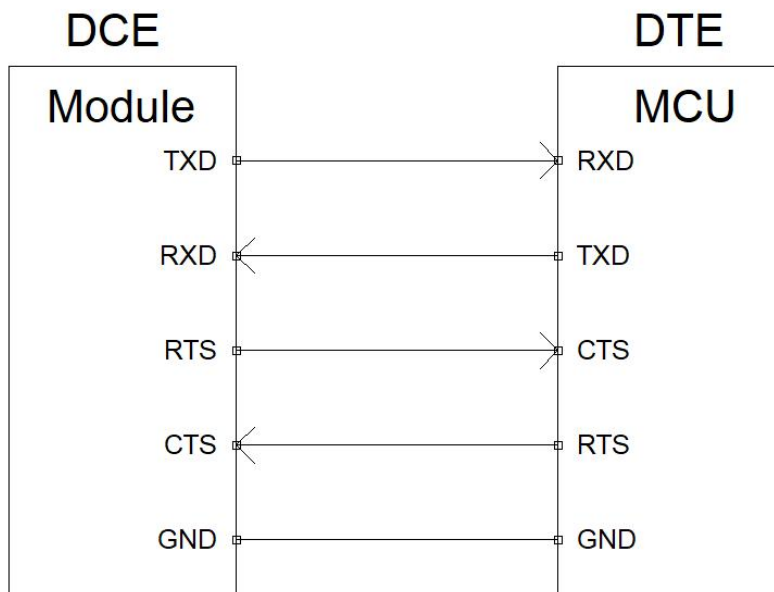 DCE DTE
Module MCU
TXD RXD
RXD TXD
RTS CTS
CTS RTS
GND GND